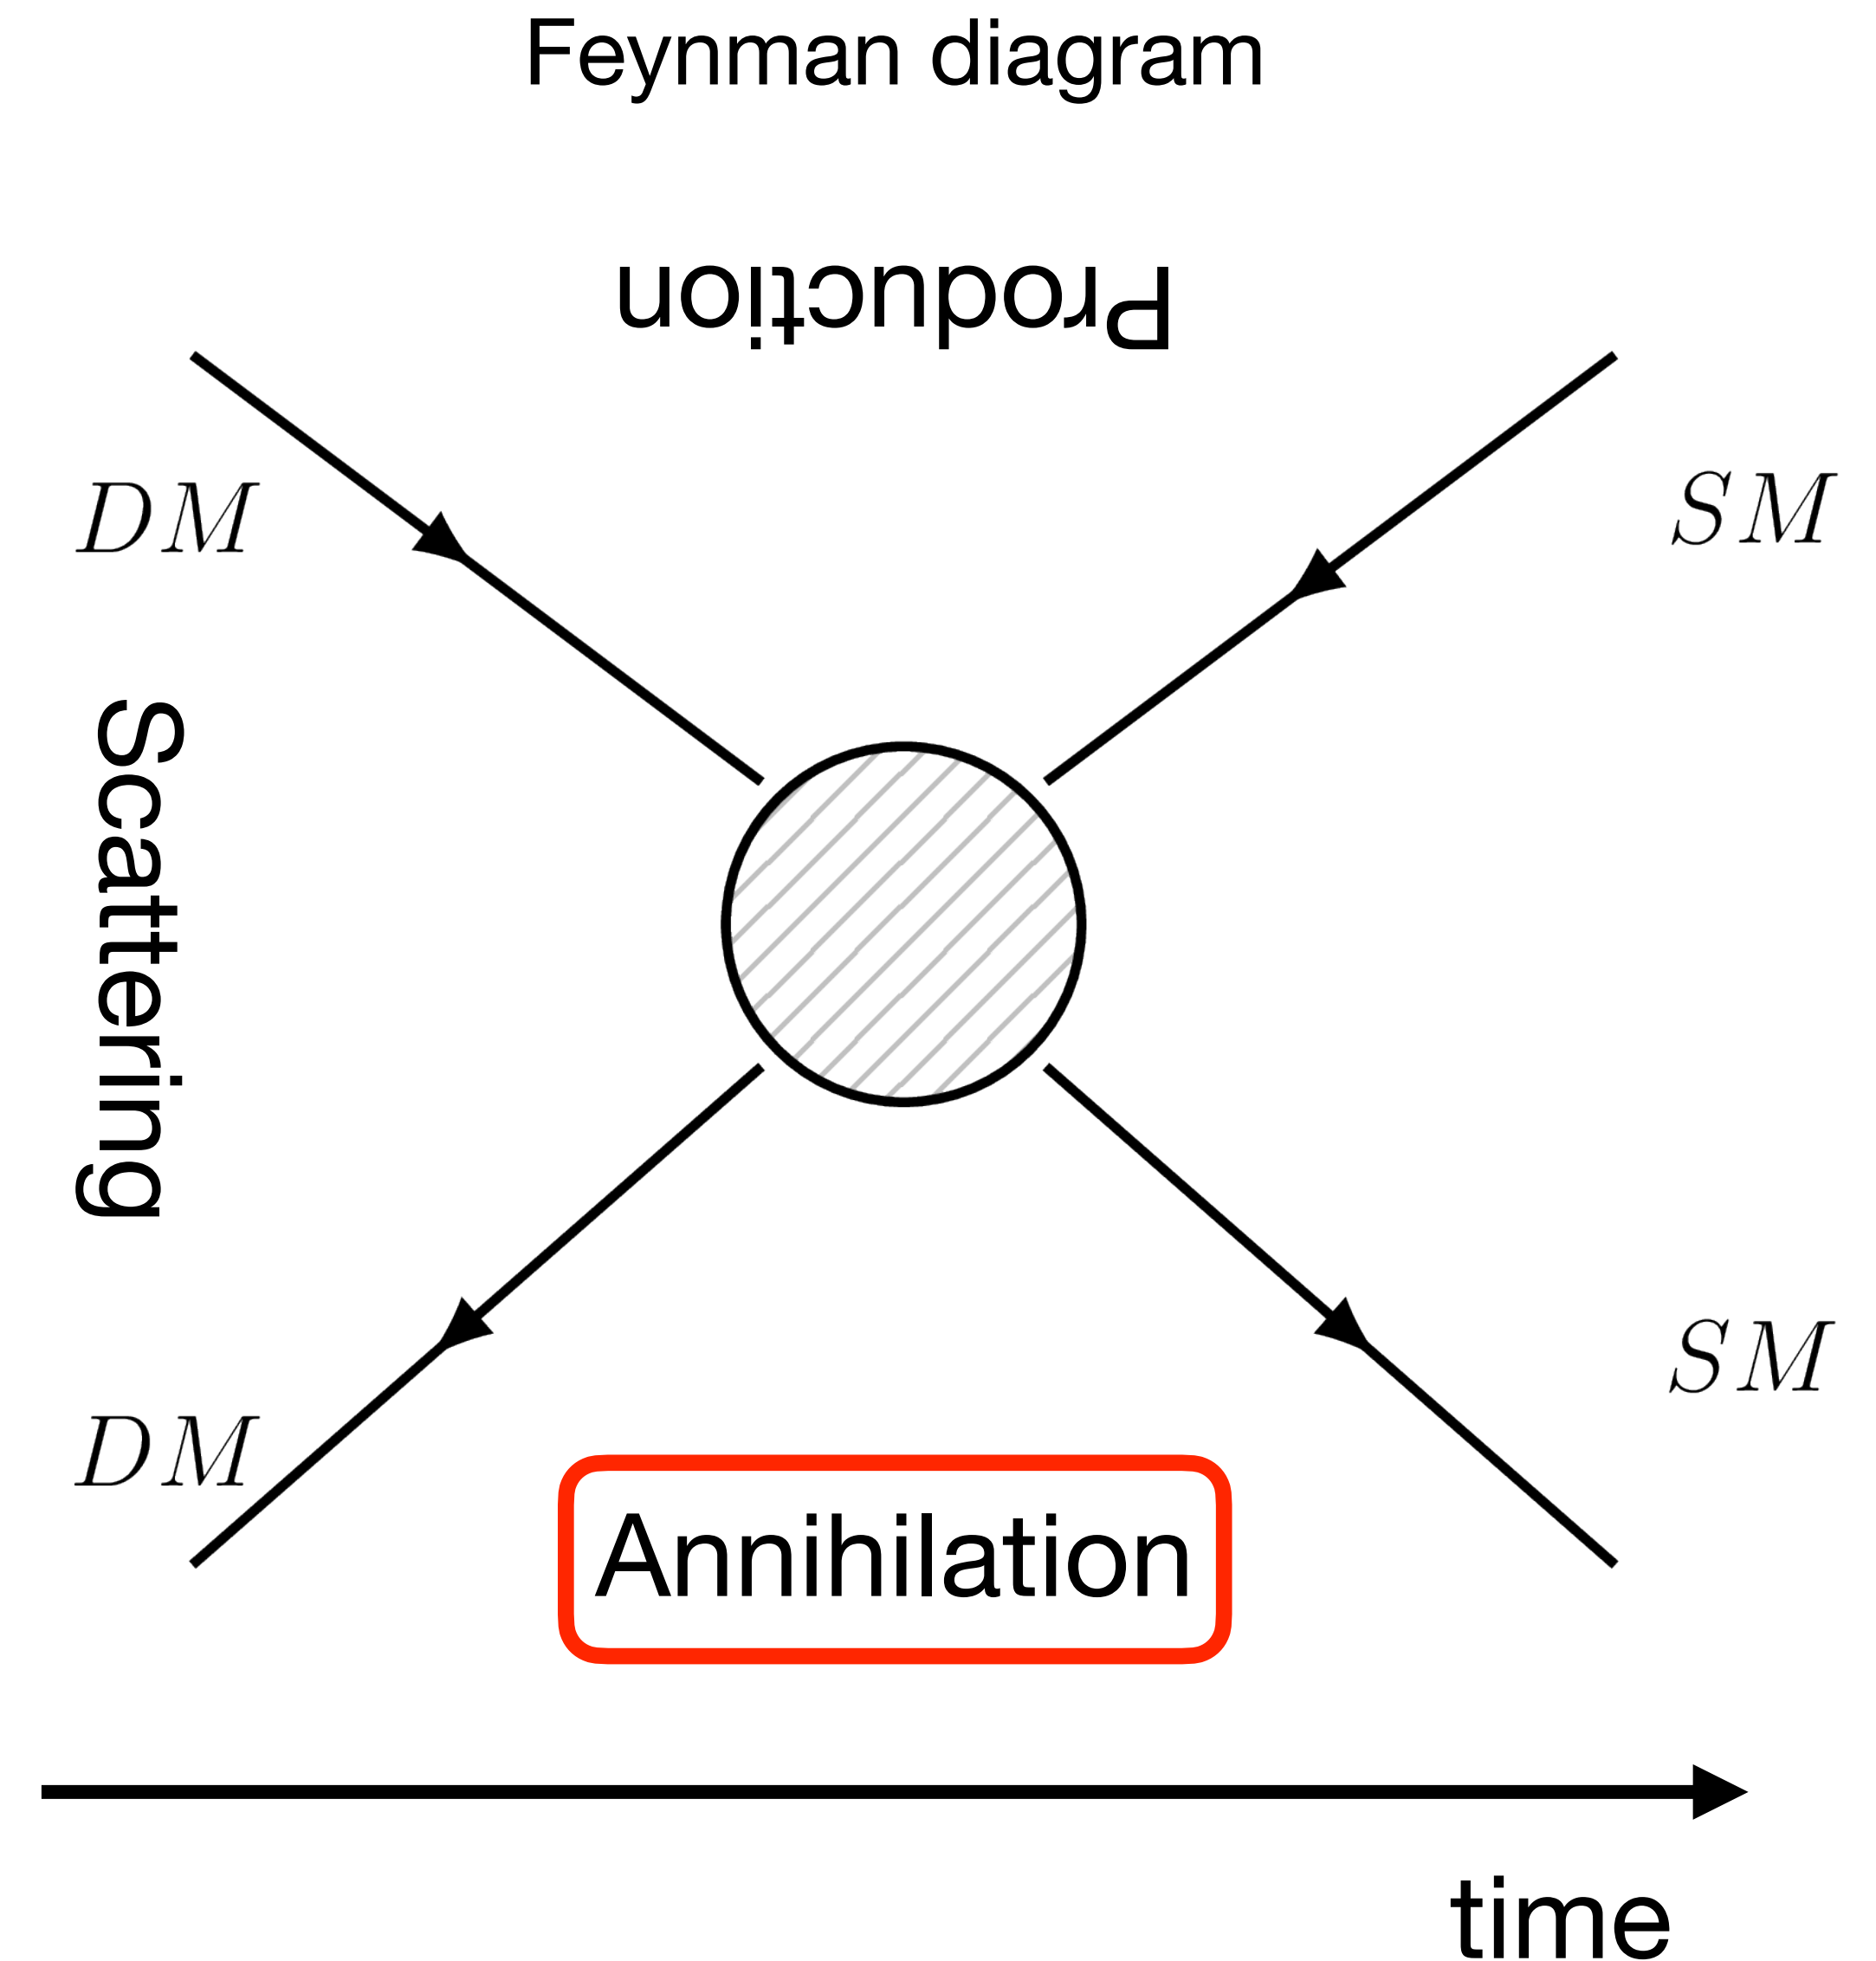 Feynman diagram
Production
DM
SM
Scattering
SM
DM
Annihilation
time